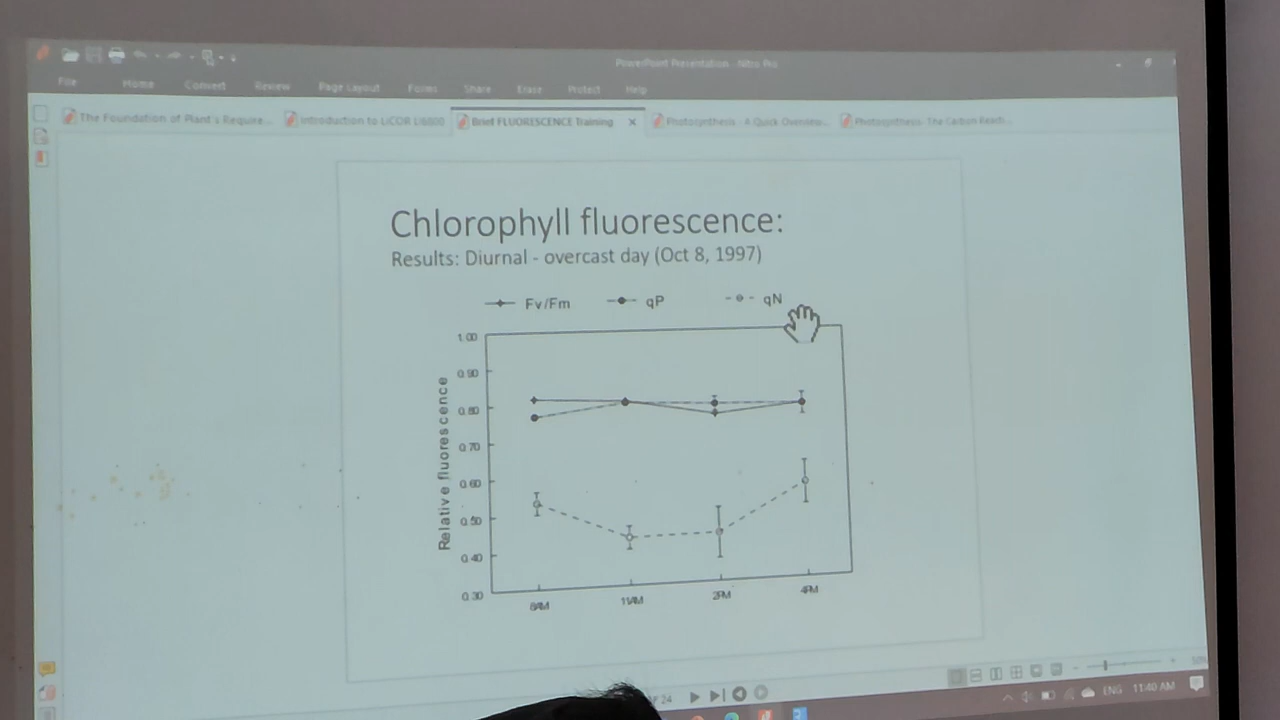 PowerPoint Presentation - Nitro Pro
File Home Convert Review Page Layout Forms Share Erase Protect Help
The Foundation of Plant's Require...
Introduction to LICOR LI6800
Brief FLUORESCENCE Training
Photosynthesis - A Quick Overview...
Photosynthesis- The Carbon Reacti...
Chlorophyll fluorescence:
Results: Diurnal - overcast day (Oct 8, 1997)
Fv/Fm qP qN
Relative fluorescence
1.00
0.90
0.80
0.70
0.60
0.50
0.40
0.30
11AM 2PM 4PM
24
ENG 11:40 AM